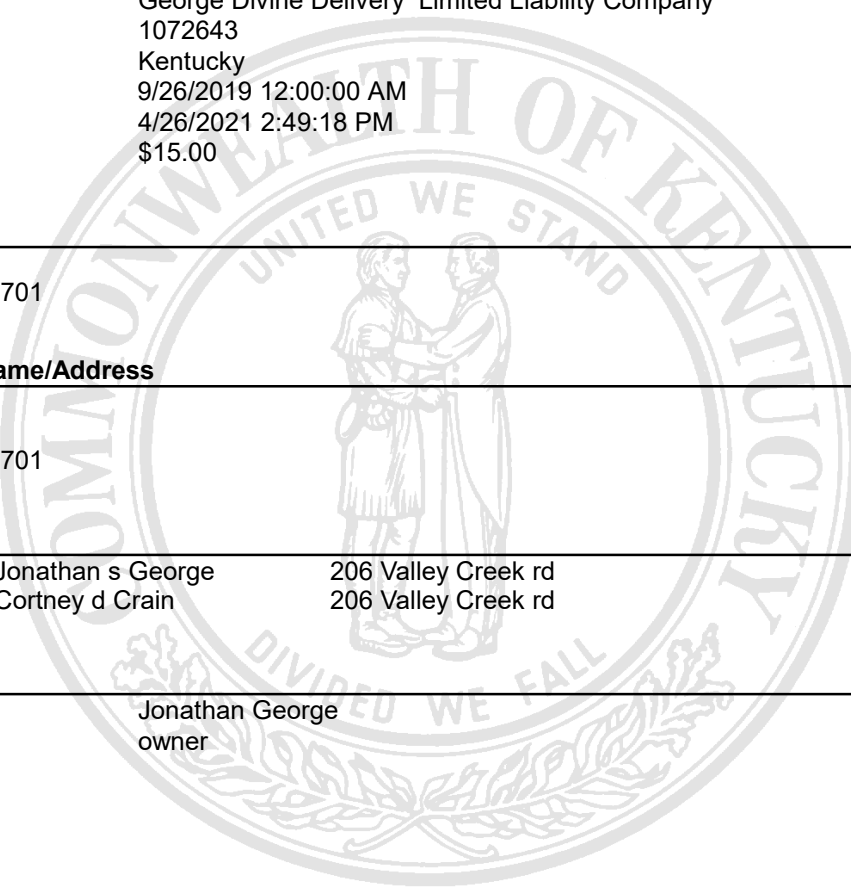 George Divine Delivery Limited Liability Company
1072643
Kentucky
9/26/2019 12:00:00 AM
4/26/2021 2:49:18 PM
$15.00
COMMONWEALTH OF KENTUCKY
UNITED WE STAND
701
ame/Address
701
Jonathan s George 206 Valley Creek rd
Cortney d Crain 206 Valley Creek rd
DIVIDED WE FALL
Jonathan George
owner